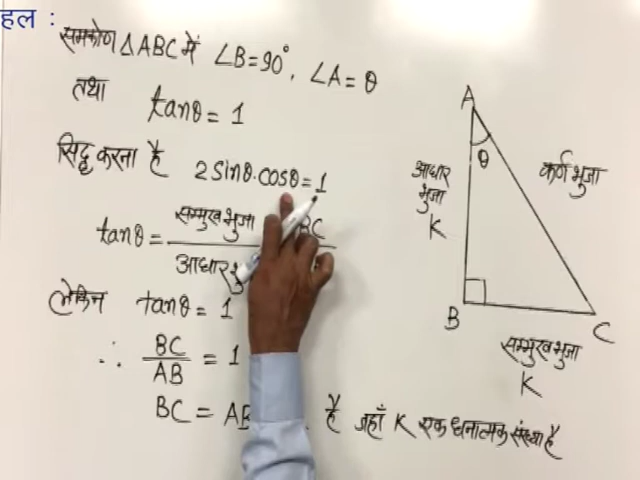 हल :
समकोण △ABC में ∠B = 90°, ∠A = θ
तथा tanθ = 1
सिद्ध करना है 2sinθ.cosθ = 1
tanθ = सम्मुख भुजा / आधार BC
लेकिन tanθ = 1
∴ BC / AB = 1
BC = AB है जहाँ K एक धनात्मक संख्या है
A
θ
आधार भुजा
K
कर्ण भुजा
B
C
सम्मुख भुजा
K